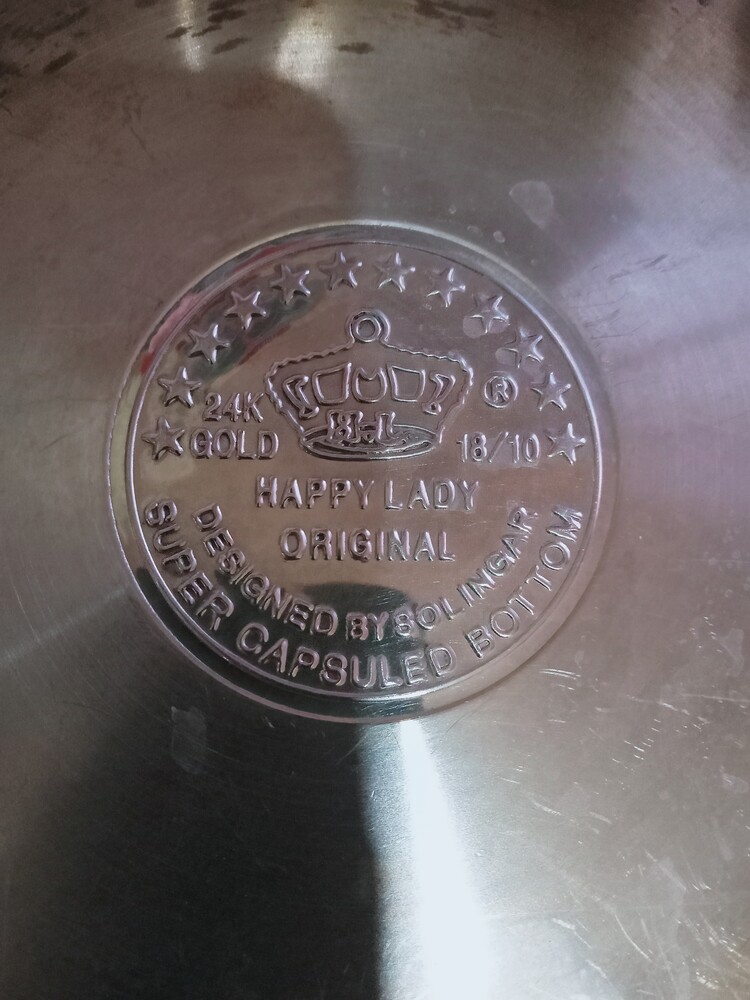 24K
GOLD
®
18/10
HAPPY LADY
ORIGINAL
DESIGNED BY SOLINGAR
SUPER CAPSULED BOTTOM